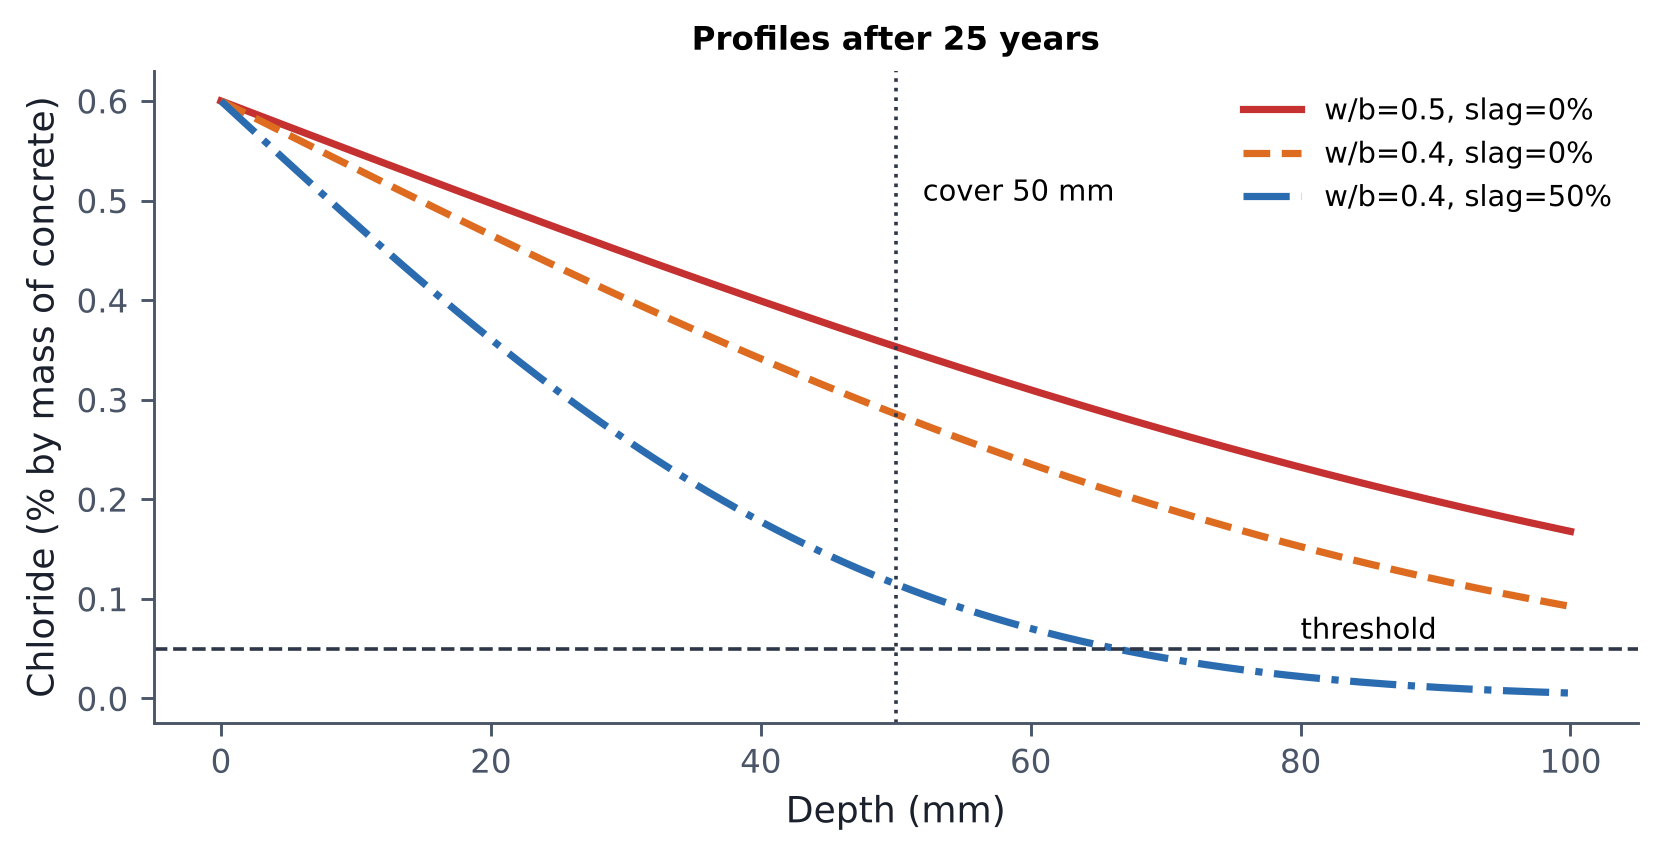 Profiles after 25 years
Chloride (% by mass of concrete)
0.6
0.5
0.4
0.3
0.2
0.1
0.0
w/b=0.5, slag=0%
w/b=0.4, slag=0%
w/b=0.4, slag=50%
cover 50 mm
threshold
0 20 40 60 80 100
Depth (mm)